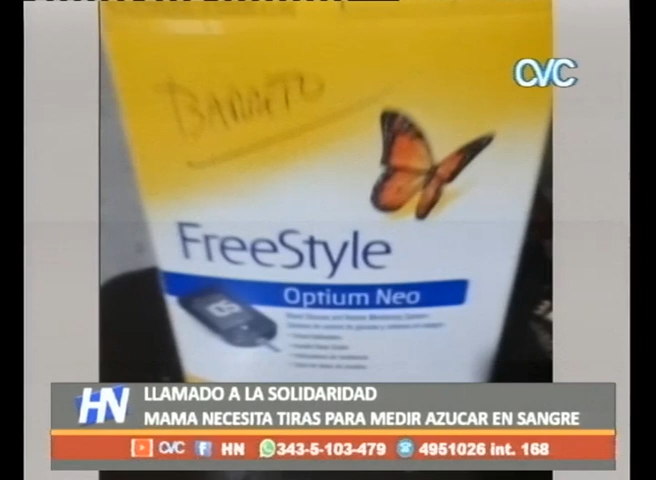 CVC
BARRETO
FreeStyle
Optium Neo
HN
LLAMADO A LA SOLIDARIDAD
MAMA NECESITA TIRAS PARA MEDIR AZUCAR EN SANGRE
CVC HN 343-5-103-479 4951026 int. 168